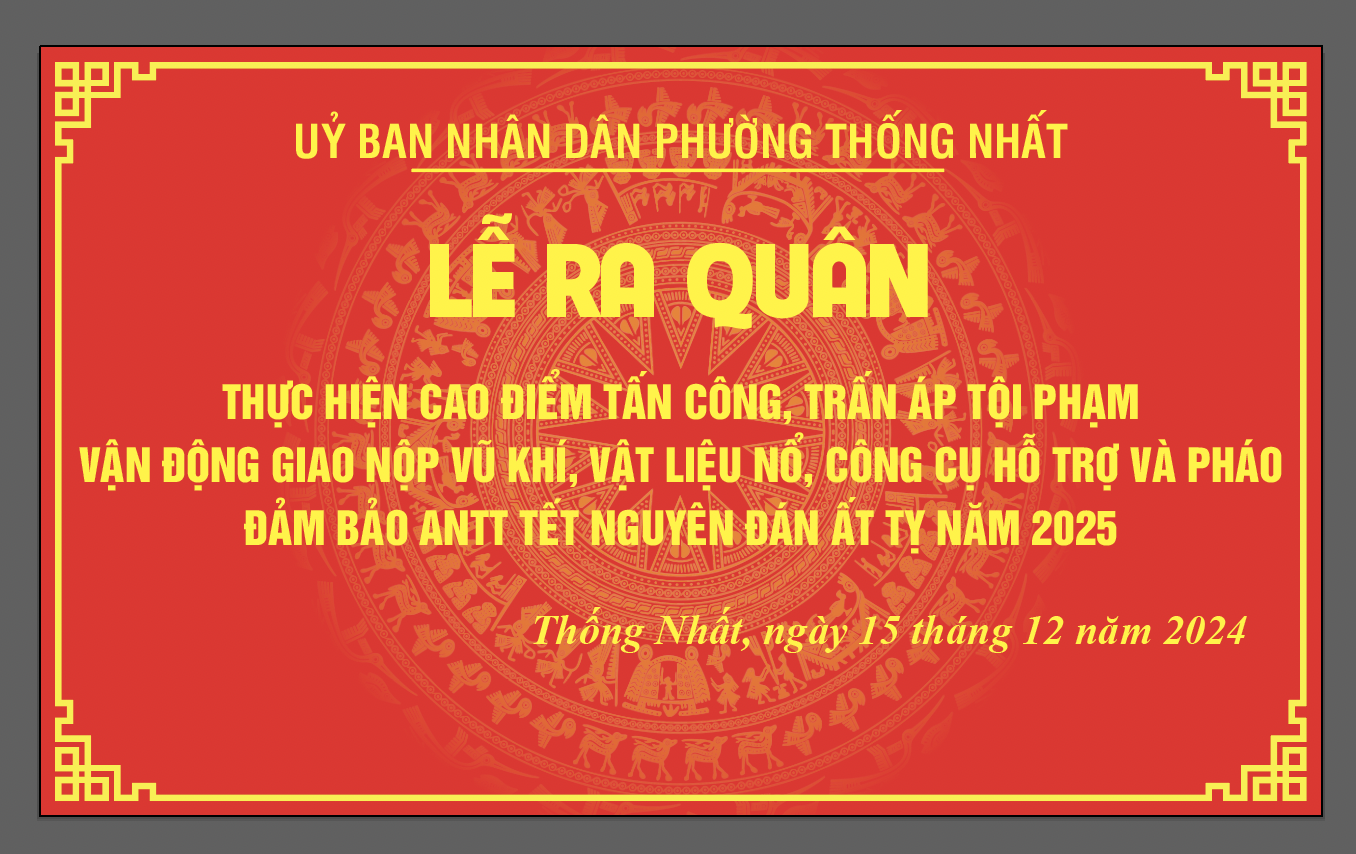 UỶ BAN NHÂN DÂN PHƯỜNG THỐNG NHẤT
LỄ RA QUÂN
THỰC HIỆN CAO ĐIỂM TẤN CÔNG, TRẤN ÁP TỘI PHẠM
VẬN ĐỘNG GIAO NỘP VŨ KHÍ, VẬT LIỆU NỔ, CÔNG CỤ HỖ TRỢ VÀ PHÁO
ĐẢM BẢO ANTT TẾT NGUYÊN ĐÁN ẤT TỴ NĂM 2025
Thống Nhất, ngày 15 tháng 12 năm 2024